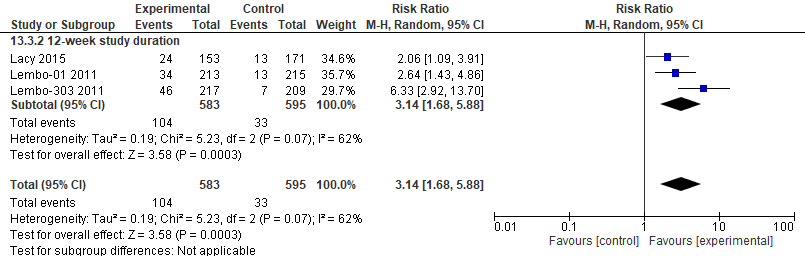 Experimental Control Risk Ratio Risk Ratio
Study or Subgroup Events Total Events Total Weight M-H, Random, 95% CI M-H, Random, 95% CI
13.3.2 12-week study duration
Lacy 2015 24 153 13 171 34.6% 2.06 [1.09, 3.91]
Lembo-01 2011 34 213 13 215 35.7% 2.64 [1.43, 4.86]
Lembo-303 2011 46 217 7 209 29.7% 6.33 [2.92, 13.70]
Subtotal (95% CI) 583 595 100.0% 3.14 [1.68, 5.88]
Total events 104 33
Heterogeneity: Tau² = 0.19; Chi² = 5.23, df = 2 (P = 0.07); I² = 62%
Test for overall effect: Z = 3.58 (P = 0.0003)
Total (95% CI) 583 595 100.0% 3.14 [1.68, 5.88]
Total events 104 33
Heterogeneity: Tau² = 0.19; Chi² = 5.23, df = 2 (P = 0.07); I² = 62%
Test for overall effect: Z = 3.58 (P = 0.0003)
Test for subgroup differences: Not applicable
0.01 0.1 1 10 100
Favours [control] Favours [experimental]